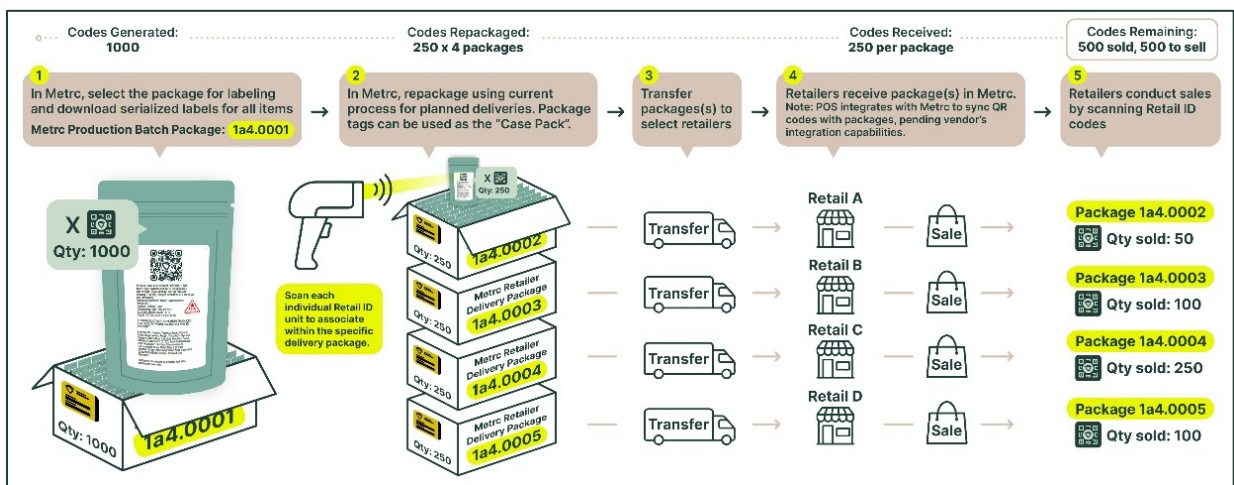 Codes Generated:
1000
Codes Repackaged:
250 x 4 packages
Codes Received:
250 per package
Codes Remaining:
500 sold, 500 to sell
1
In Metrc, select the package for labeling
and download serialized labels for all items
Metrc Production Batch Package: 1a4.0001
2
In Metrc, repackage using current
process for planned deliveries. Package
tags can be used as the “Case Pack”.
3
Transfer
packages(s) to
select retailers
4
Retailers receive package(s) in Metrc.
Note: POS integrates with Metrc to sync QR
codes with packages, pending vendor's
integration capabilities.
5
Retailers conduct sales
by scanning Retail ID
codes
X
Qty: 1000
Qty: 1000
1a4.0001
Scan each
individual Retail ID
unit to associate
within the specific
delivery package.
X
Qty: 250
Qty: 250
1a4.0002
Metrc Retailer
Delivery Package
Qty: 250
1a4.0003
Metrc Retailer
Delivery Package
Qty: 250
1a4.0004
Metrc Retailer
Delivery Package
Qty: 250
1a4.0005
Transfer
Retail A
Sale
Package 1a4.0002
Qty sold: 50
Transfer
Retail B
Sale
Package 1a4.0003
Qty sold: 100
Transfer
Retail C
Sale
Package 1a4.0004
Qty sold: 250
Transfer
Retail D
Sale
Package 1a4.0005
Qty sold: 100